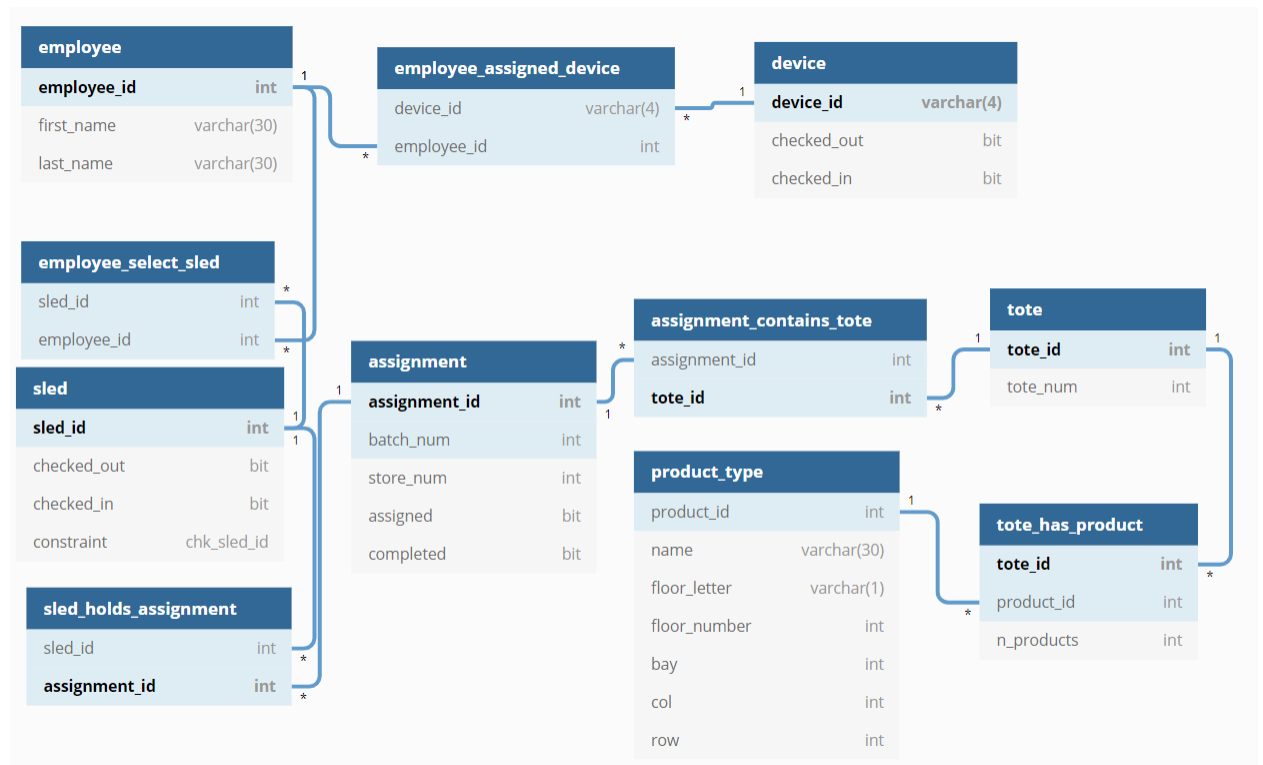 employee
employee_id int
first_name varchar(30)
last_name varchar(30)
1
*
employee_assigned_device
device_id varchar(4)
employee_id int
*
1
device
device_id varchar(4)
checked_out bit
checked_in bit
employee_select_sled
sled_id int
employee_id int
*
*
sled
sled_id int
checked_out bit
checked_in bit
constraint chk_sled_id
1
1
sled_holds_assignment
sled_id int
assignment_id int
*
*
1
assignment
assignment_id int
batch_num int
store_num int
assigned bit
completed bit
1
*
assignment_contains_tote
assignment_id int
tote_id int
*
1
tote
tote_id int
tote_num int
1
product_type
product_id int
name varchar(30)
floor_letter varchar(1)
floor_number int
bay int
col int
row int
1
*
tote_has_product
tote_id int
product_id int
n_products int
*